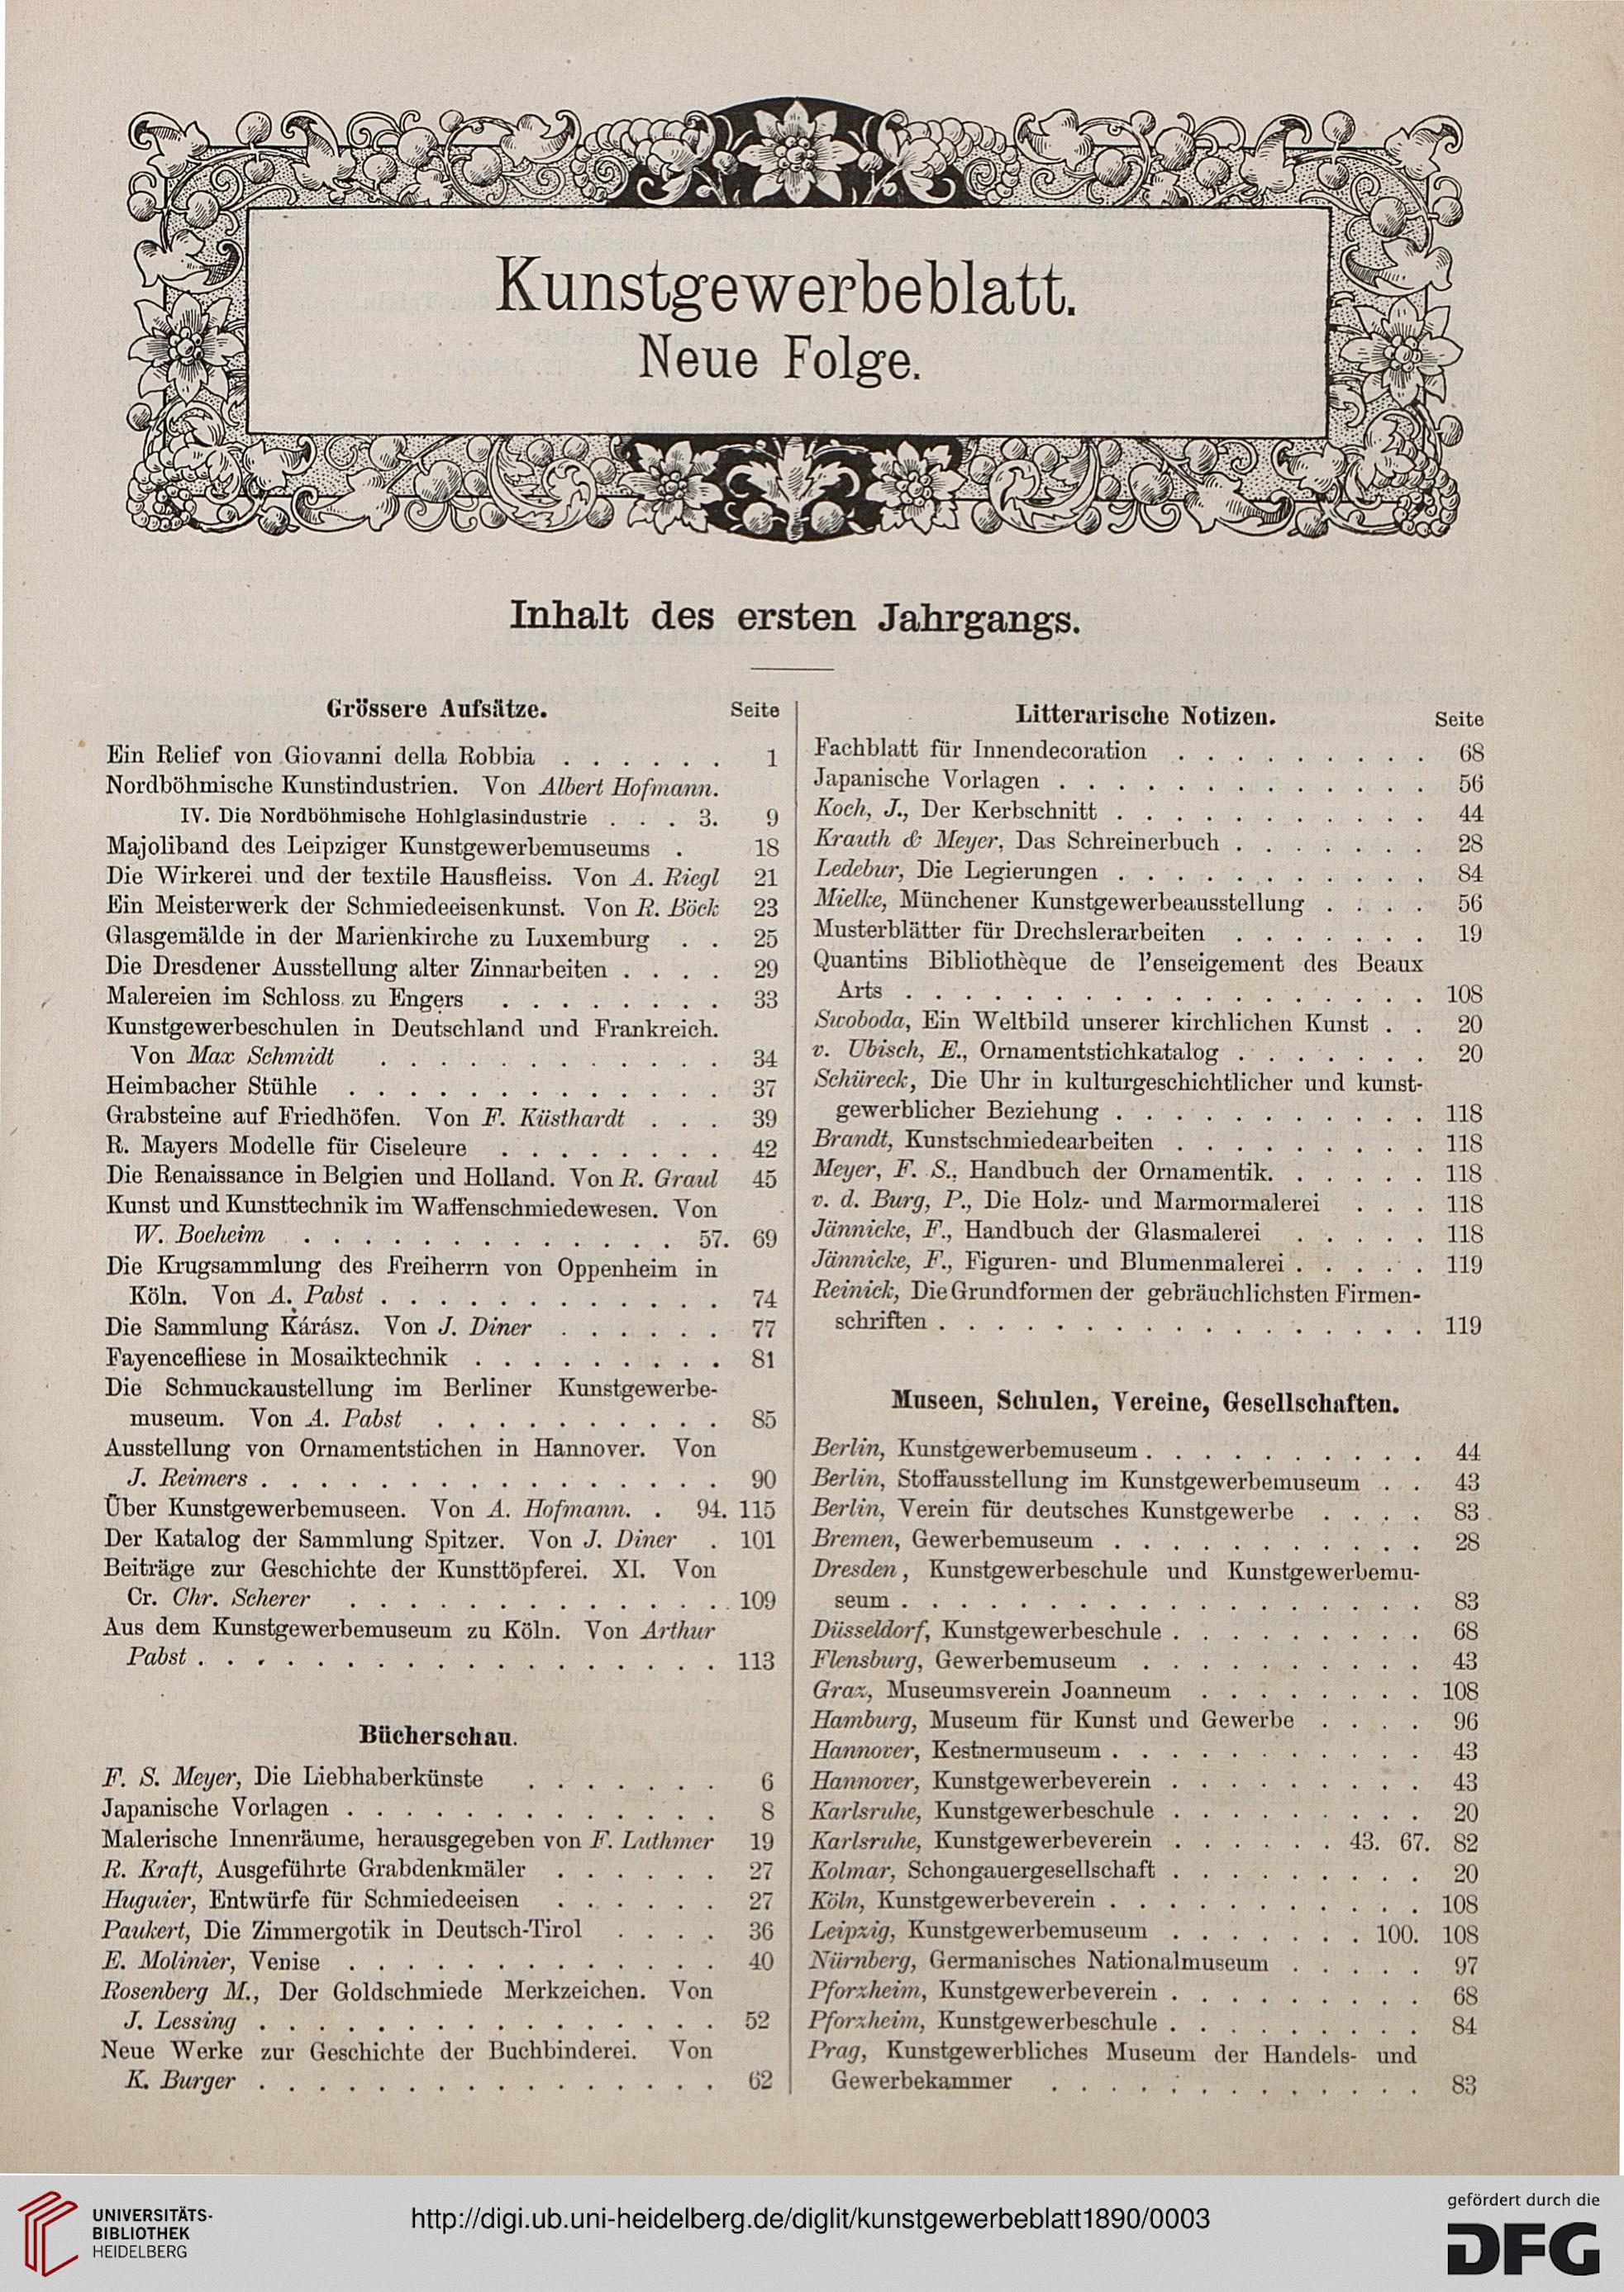 Kunstgewerbeblatt.
Neue Folge.
Inhalt des ersten Jahrgangs.
Grössere Aufsätze. Seite
Ein Relief von Giovanni della Robbia . . . . . . 1
Nordböhmische Kunstindustrien. Von Albert Hofmann.
IV. Die Nordböhmische Hohlglasindustrie . . . 3. 9
Majoliband des Leipziger Kunstgewerbemuseums . 18
Die Wirkerei und der textile Hausfleiss. Von A. Riegl 21
Ein Meisterwerk der Schmiedeeisenkunst. Von R. Böck 23
Glasgemälde in der Marienkirche zu Luxemburg . . 25
Die Dresdener Ausstellung alter Zinnarbeiten . . . . 29
Malereien im Schloss zu Engers . . . . . . . . 33
Kunstgewerbeschulen in Deutschland und Frankreich.
Von Max Schmidt . . . . . . . . . . . . 34
Heimbacher Stühle . . . . . . . . . . . . . 37
Grabsteine auf Friedhöfen. Von F. Küsthardt . . . 39
R. Mayers Modelle für Ciseleure . . . . . . . . 42
Die Renaissance in Belgien und Holland. Von R. Graul 45
Kunst und Kunsttechnik im Waffenschmiedewesen. Von
W. Boeheim . . . . . . . . . . . . . 57. 69
Die Krugsammlung des Freiherrn von Oppenheim in
Köln. Von A. Pabst . . . . . . . . . . . . 74
Die Sammlung Kárász. Von J. Diner . . . . . . 77
Fayencefliese in Mosaiktechnik . . . . . . . . . 81
Die Schmuckaustellung im Berliner Kunstgewerbe-
museum. Von A. Pabst . . . . . . . . . . 85
Ausstellung von Ornamentstichen in Hannover. Von
J. Reimers . . . . . . . . . . . . . . . . 90
Über Kunstgewerbemuseen. Von A. Hofmann. . 94. 115
Der Katalog der Sammlung Spitzer. Von J. Diner . 101
Beiträge zur Geschichte der Kunsttöpferei. XI. Von
Cr. Chr. Scherer . . . . . . . . . . . . . 109
Aus dem Kunstgewerbemuseum zu Köln. Von Arthur
Pabst . . . . . . . . . . . . . . . . . . 113
Bücherschau.
F. S. Meyer, Die Liebhaberkünste . . . . . . . 6
Japanische Vorlagen . . . . . . . . . . . . . 8
Malerische Innenräume, herausgegeben von F. Luthmer 19
R. Kraft, Ausgeführte Grabdenkmäler . . . . . . 27
Huguier, Entwürfe für Schmiedeeisen . . . . . . 27
Paukert, Die Zimmergotik in Deutsch-Tirol . . . . 36
E. Molinier, Venise . . . . . . . . . . . . . 40
Rosenberg M., Der Goldschmiede Merkzeichen. Von
J. Lessing . . . . . . . . . . . . . . . . 52
Neue Werke zur Geschichte der Buchbinderei. Von
K. Burger . . . . . . . . . . . . . . . . 62
Litterarische Notizen. Seite
Fachblatt für Innendecoration . . . . . . . . . 68
Japanische Vorlagen . . . . . . . . . . . . . 56
Koch, J., Der Kerbschnitt . . . . . . . . . . . 44
Krauth & Meyer, Das Schreinerbuch . . . . . . . 28
Ledebur, Die Legierungen . . . . . . . . . . . 84
Mielke, Münchener Kunstgewerbeausstellung . . . . 56
Musterblätter für Drechslerarbeiten . . . . . . . 19
Quantins Bibliothèque de l'enseigement des Beaux
Arts . . . . . . . . . . . . . . . . . . 108
Swoboda, Ein Weltbild unserer kirchlichen Kunst . . 20
v. Ubisch, E., Ornamentstichkatalog . . . . . . . 20
Schüreck, Die Uhr in kulturgeschichtlicher und kunst-
gewerblicher Beziehung . . . . . . . . . . . 118
Brandt, Kunstschmiedearbeiten . . . . . . . . . 118
Meyer, F. S., Handbuch der Ornamentik. . . . . . 118
v. d. Burg, P., Die Holz- und Marmormalerei . . . 118
Jännicke, F., Handbuch der Glasmalerei . . . . . 118
Jännicke, F., Figuren- und Blumenmalerei . . . . . 119
Reinick, Die Grundformen der gebräuchlichsten Firmen-
schriften . . . . . . . . . . . . . . . . . 119
Museen, Schulen, Vereine, Gesellschaften.
Berlin, Kunstgewerbemuseum . . . . . . . . . . 44
Berlin, Stoffausstellung im Kunstgewerbemuseum . . 43
Berlin, Verein für deutsches Kunstgewerbe . . . . 83
Bremen, Gewerbemuseum . . . . . . . . . . . 28
Dresden, Kunstgewerbeschule und Kunstgewerbemu-
seum . . . . . . . . . . . . . . . . . . 83
Düsseldorf, Kunstgewerbeschule . . . . . . . . . 68
Flensburg, Gewerbemuseum . . . . . . . . . . 43
Graz, Museumsverein Joanneum . . . . . . . . 108
Hamburg, Museum für Kunst und Gewerbe . . . . 96
Hannover, Kestnermuseum . . . . . . . . . . . 43
Hannover, Kunstgewerbeverein . . . . . . . . . 43
Karlsruhe, Kunstgewerbeschule . . . . . . . . . 20
Karlsruhe, Kunstgewerbeverein . . . . . . 43. 67. 82
Kolmar, Schongauergesellschaft . . . . . . . . . 20
Köln, Kunstgewerbeverein . . . . . . . . . . . 108
Leipzig, Kunstgewerbemuseum . . . . . . . 100. 108
Nürnberg, Germanisches Nationalmuseum . . . . . 97
Pforzheim, Kunstgewerbeverein . . . . . . . . . 68
Pforzheim, Kunstgewerbeschule . . . . . . . . . 84
Prag, Kunstgewerbliches Museum der Handels- und
Gewerbekammer . . . . . . . . . . . . . 83
UNIVERSITÄTS-
BIBLIOTHEK
HEIDELBERG
http://digi.ub.uni-heidelberg.de/diglit/kunstgewerbeblatt1890/0003
gefördert durch die
DFG